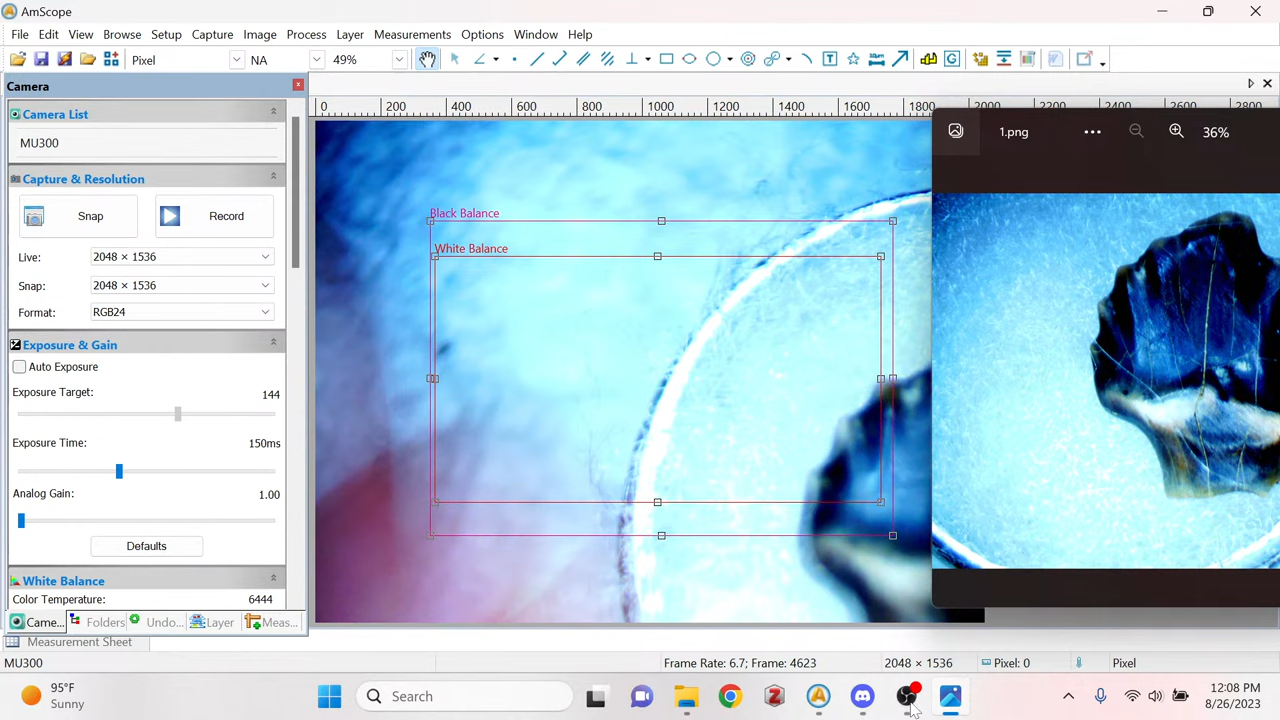 AmScope
File Edit View Browse Setup Capture Image Process Layer Measurements Options Window Help
Pixel NA 49%
Camera
0 200 400 600 800 1000 1200 1400 1600 1800 2000 2200 2400 2600 2800
Camera List
MU300
Capture & Resolution
Snap Record
Live: 2048 × 1536
Snap: 2048 × 1536
Format: RGB24
Exposure & Gain
Auto Exposure
Exposure Target: 144
Exposure Time: 150ms
Analog Gain: 1.00
Defaults
White Balance
Color Temperature: 6444
Came... Folders Undo... Layer Meas...
Black Balance
White Balance
1.png 36%
Measurement Sheet
MU300 Frame Rate: 6.7; Frame: 4623 2048 × 1536 Pixel: 0 Pixel
95°F
Sunny
Search
12:08 PM
8/26/2023